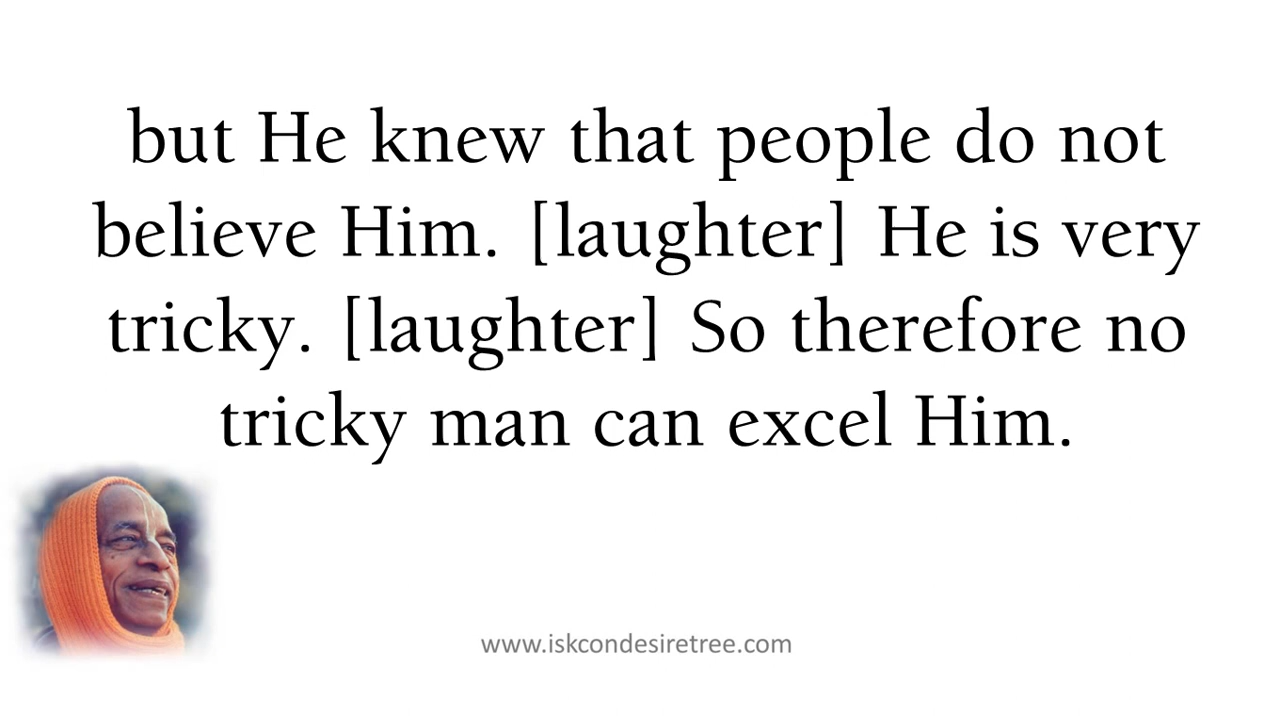 but He knew that people do not
believe Him. [laughter] He is very
tricky. [laughter] So therefore no
tricky man can excel Him.
www.iskcondesiretree.com